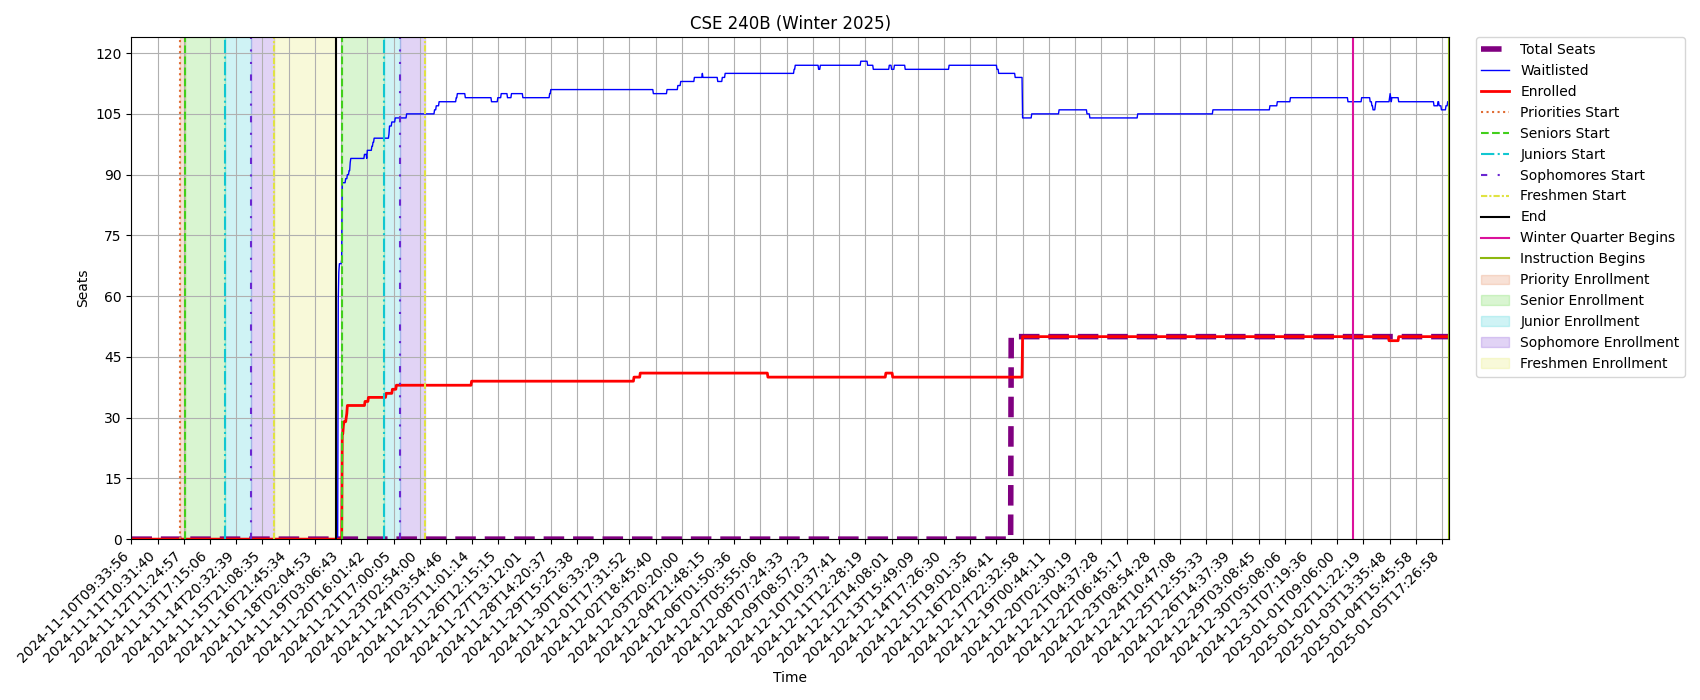 CSE 240B (Winter 2025)
Seats
120
105
90
75
60
45
30
15
0
2024-11-10T09:33:56
2024-11-11T10:31:40
2024-11-12T11:24:57
2024-11-13T17:15:06
2024-11-14T20:32:39
2024-11-15T21:08:35
2024-11-16T21:45:34
2024-11-18T02:04:53
2024-11-19T03:06:43
2024-11-20T16:01:42
2024-11-21T17:00:05
2024-11-23T02:54:00
2024-11-24T03:54:46
2024-11-25T11:01:14
2024-11-26T12:15:15
2024-11-27T13:12:01
2024-11-28T14:20:37
2024-11-29T15:25:38
2024-11-30T16:33:29
2024-12-01T17:31:52
2024-12-02T18:45:40
2024-12-03T20:20:00
2024-12-04T21:48:15
2024-12-06T01:50:36
2024-12-07T05:55:06
2024-12-08T07:24:33
2024-12-09T08:57:23
2024-12-10T10:37:41
2024-12-11T12:28:19
2024-12-12T14:08:01
2024-12-13T15:49:09
2024-12-14T17:26:30
2024-12-15T19:01:35
2024-12-16T20:46:41
2024-12-17T22:32:58
2024-12-19T00:44:11
2024-12-20T02:30:19
2024-12-21T04:37:28
2024-12-22T06:45:17
2024-12-23T08:54:28
2024-12-24T10:47:08
2024-12-25T12:55:33
2024-12-26T14:37:39
2024-12-29T03:08:45
2024-12-30T05:08:06
2024-12-31T07:19:36
2025-01-01T09:06:00
2025-01-02T11:22:19
2025-01-03T13:35:48
2025-01-04T15:45:58
2025-01-05T17:26:58
Time
Total Seats
Waitlisted
Enrolled
Priorities Start
Seniors Start
Juniors Start
Sophomores Start
Freshmen Start
End
Winter Quarter Begins
Instruction Begins
Priority Enrollment
Senior Enrollment
Junior Enrollment
Sophomore Enrollment
Freshmen Enrollment